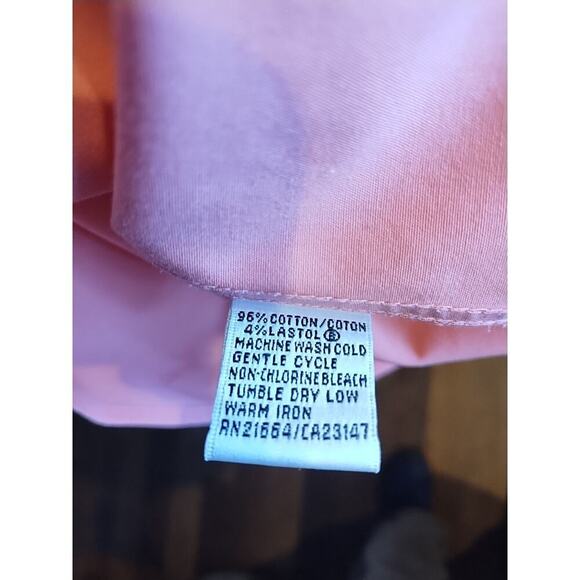 96% COTTON/COTON
4% LASTOL ®
MACHINE WASH COLD
GENTLE CYCLE
NON-CHLORINE BLEACH
TUMBLE DRY LOW
WARM IRON
RN21664/CA23147